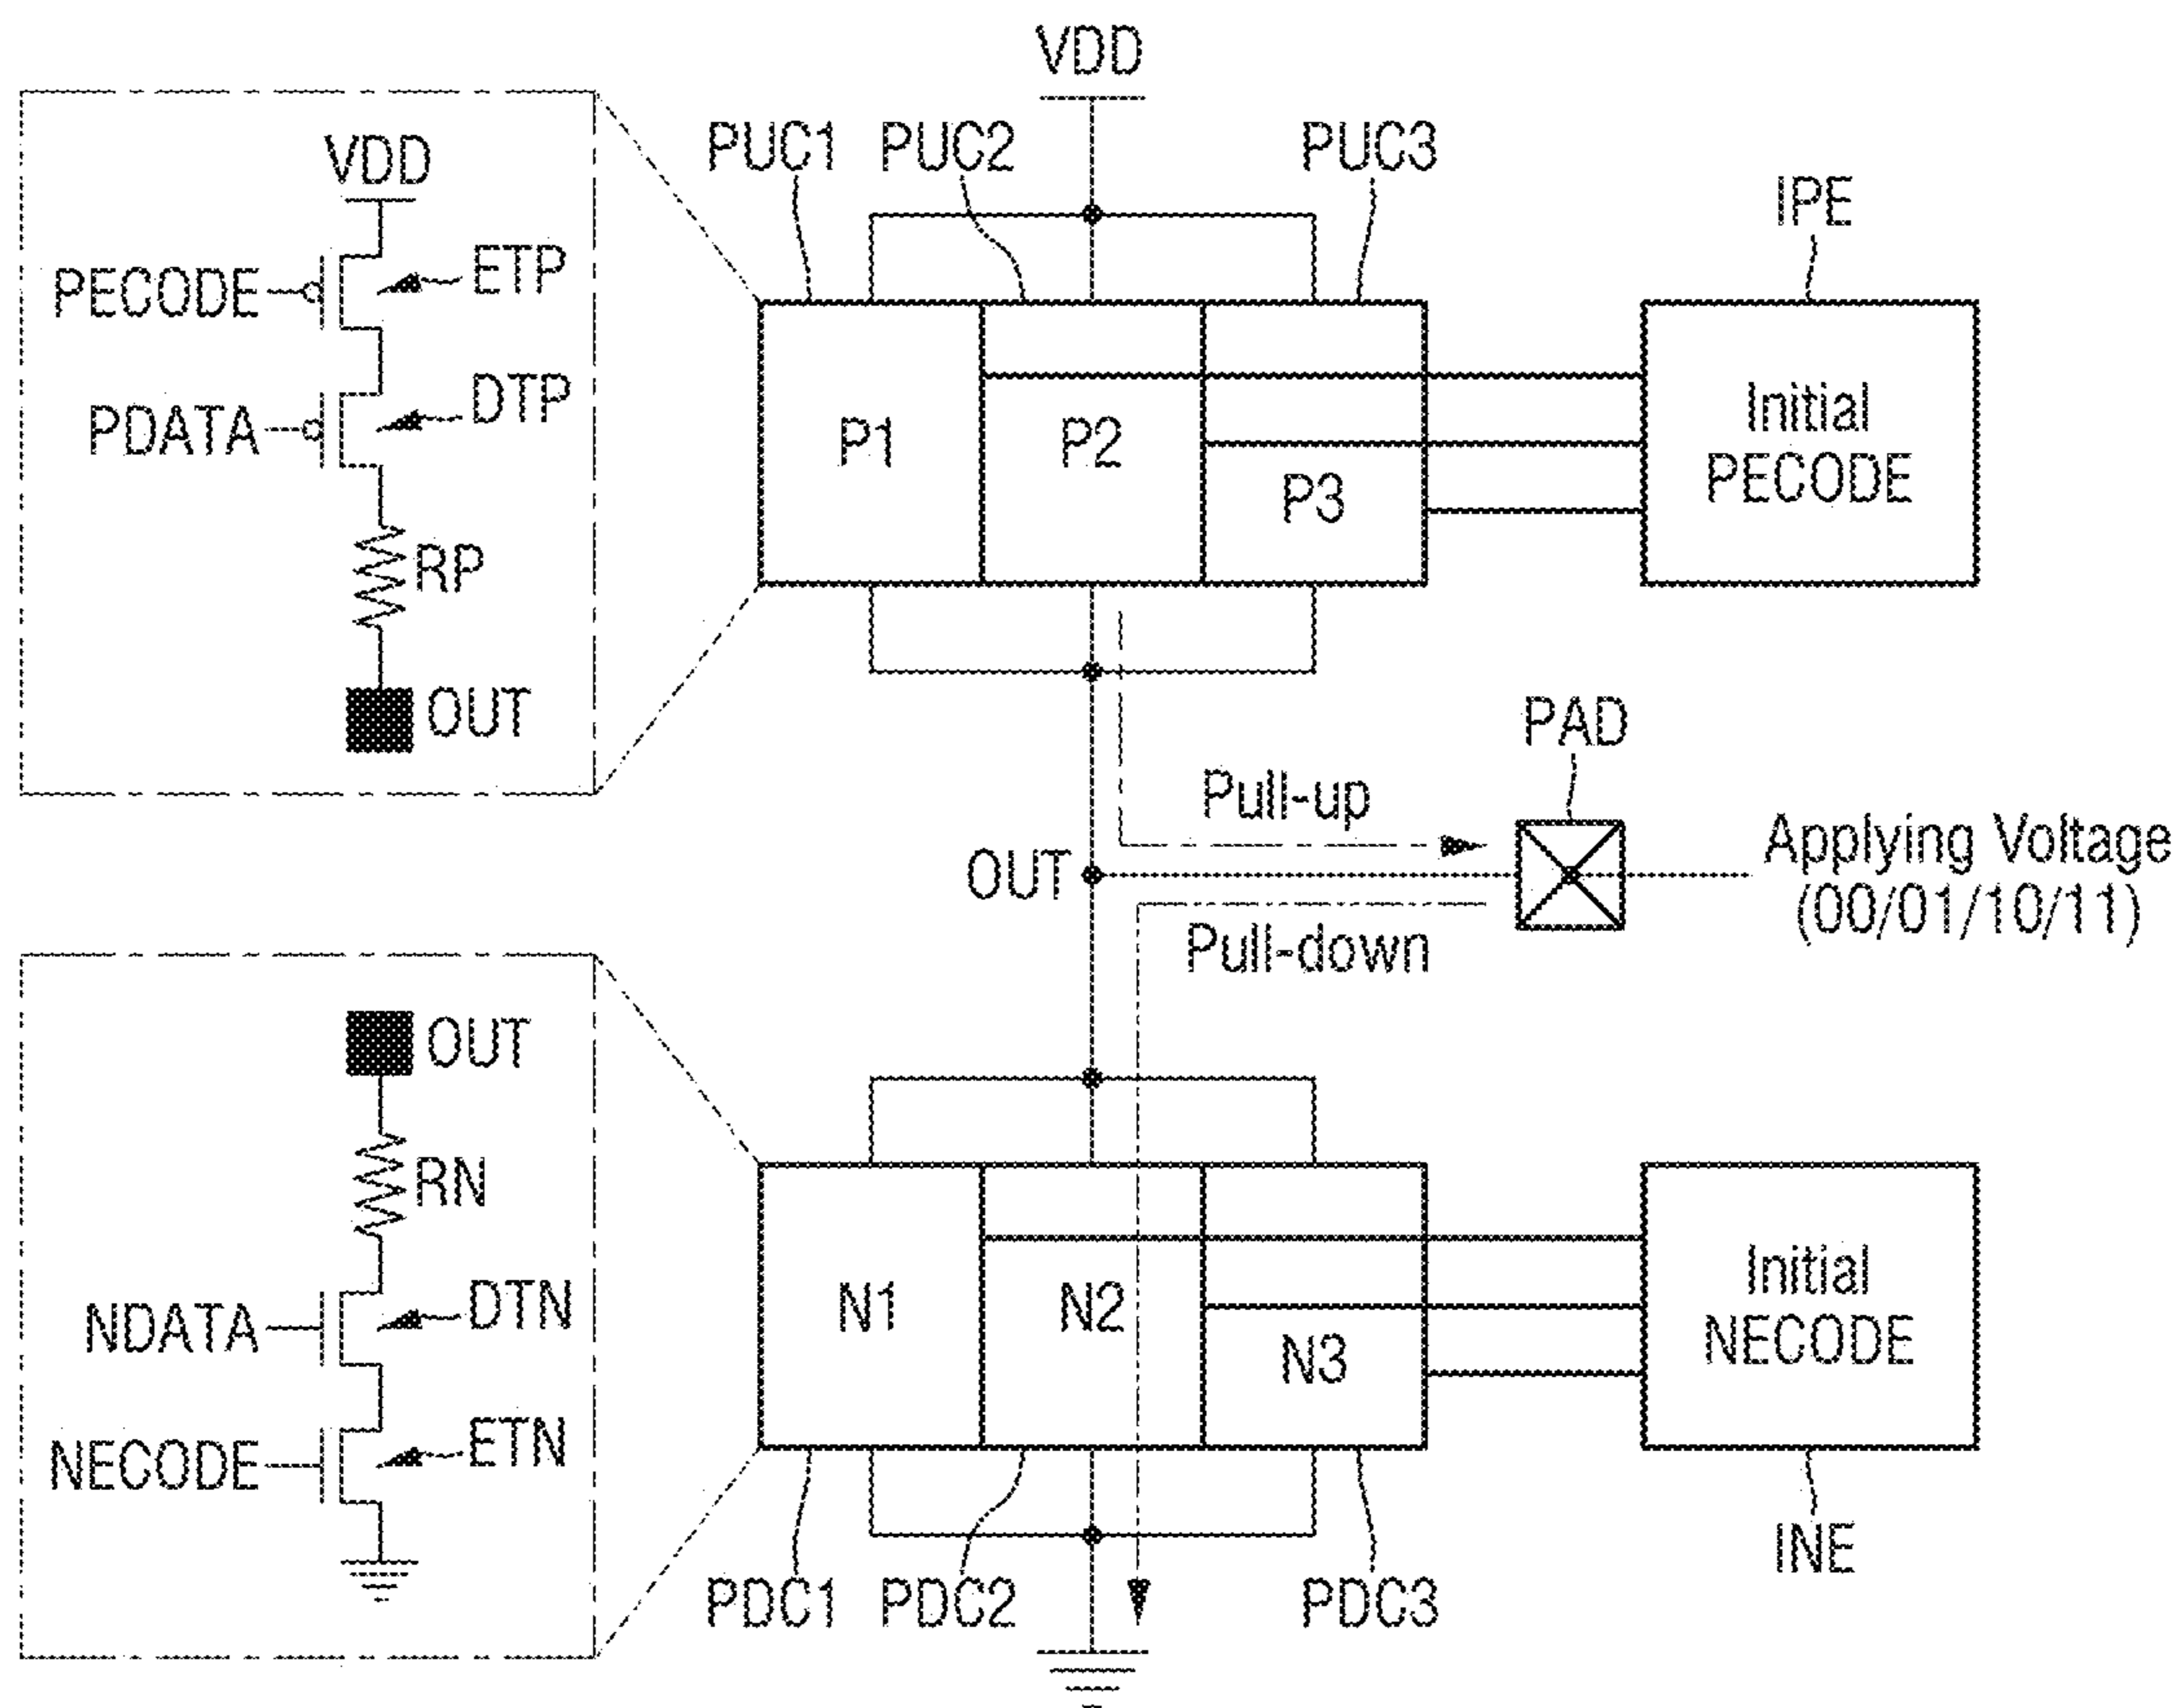 VDD
PUC1 PUC2 PUC3
IPE
VDD
PECODE
ETP
PDATA
DTP
RP
OUT
P1
P2
P3
Initial
PECODE
PAD
Pull-up
OUT
Applying Voltage
(00/01/10/11)
Pull-down
OUT
RN
NDATA
DTN
NECODE
ETN
N1
N2
N3
Initial
NECODE
INE
PDC1 PDC2 PDC3